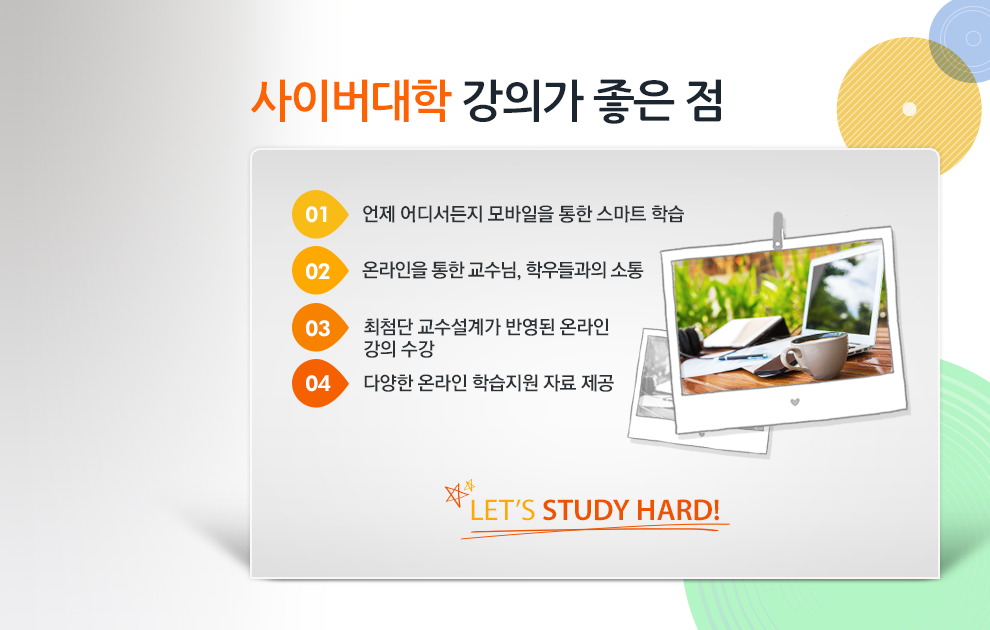 사이버대학 강의가 좋은 점
01 언제 어디서든지 모바일을 통한 스마트 학습
02 온라인을 통한 교수님, 학우들과의 소통
03 최첨단 교수설계가 반영된 온라인
강의 수강
04 다양한 온라인 학습지원 자료 제공
LET'S STUDY HARD!